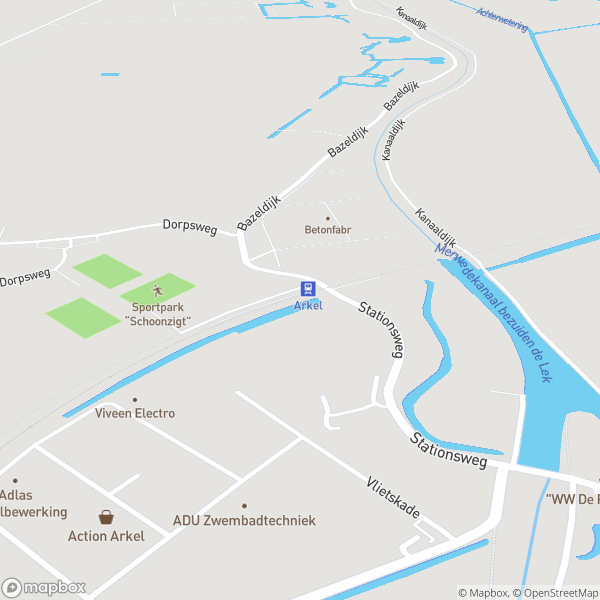 Kanaaldijk
Achterwetering
Bazeldijk
Bazeldijk
Kanaaldijk
Bazeldijk
Kanaaldijk
Dorpsweg
Betonfabr
Merwedekanaal bezuiden de Lek
Dorpsweg
Sportpark
"Schoonzigt"
Arkel
Stationsweg
Viveen Electro
Stationsweg
Vlietskade
Adlas
lbewerking
"WW De R
ADU Zwembadtechniek
Action Arkel
mapbox
© Mapbox, © OpenStreetMap